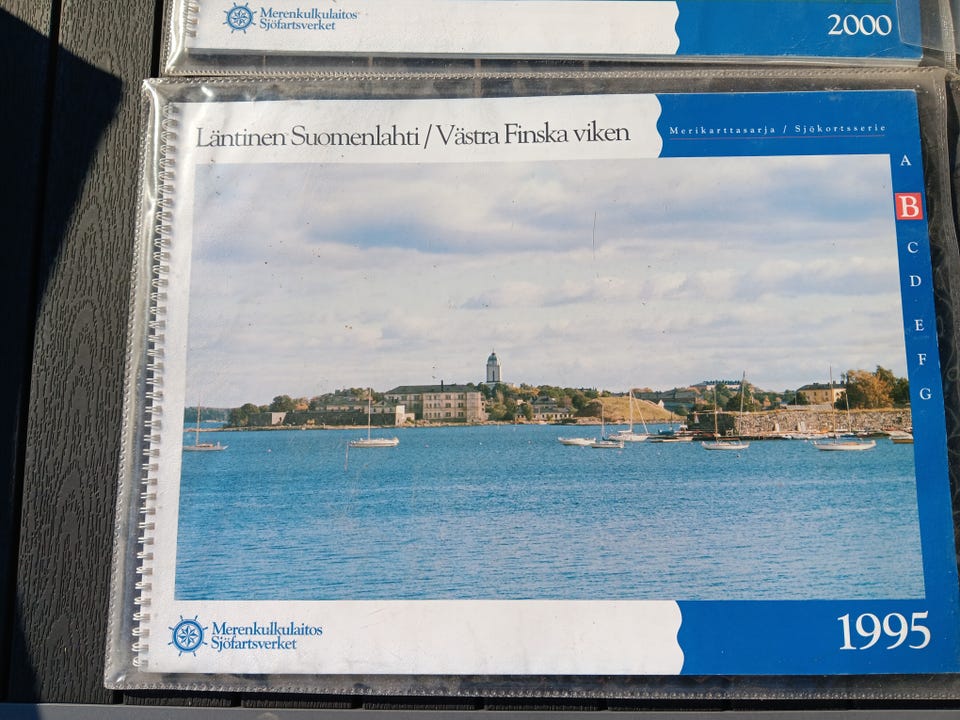 Merenkulkulaitos
Sjöfartsverket
2000
Läntinen Suomenlahti / Västra Finska viken
Merikarttasarja / Sjökortsserie
A
B
C
D
E
F
G
Merenkulkulaitos
Sjöfartsverket
1995